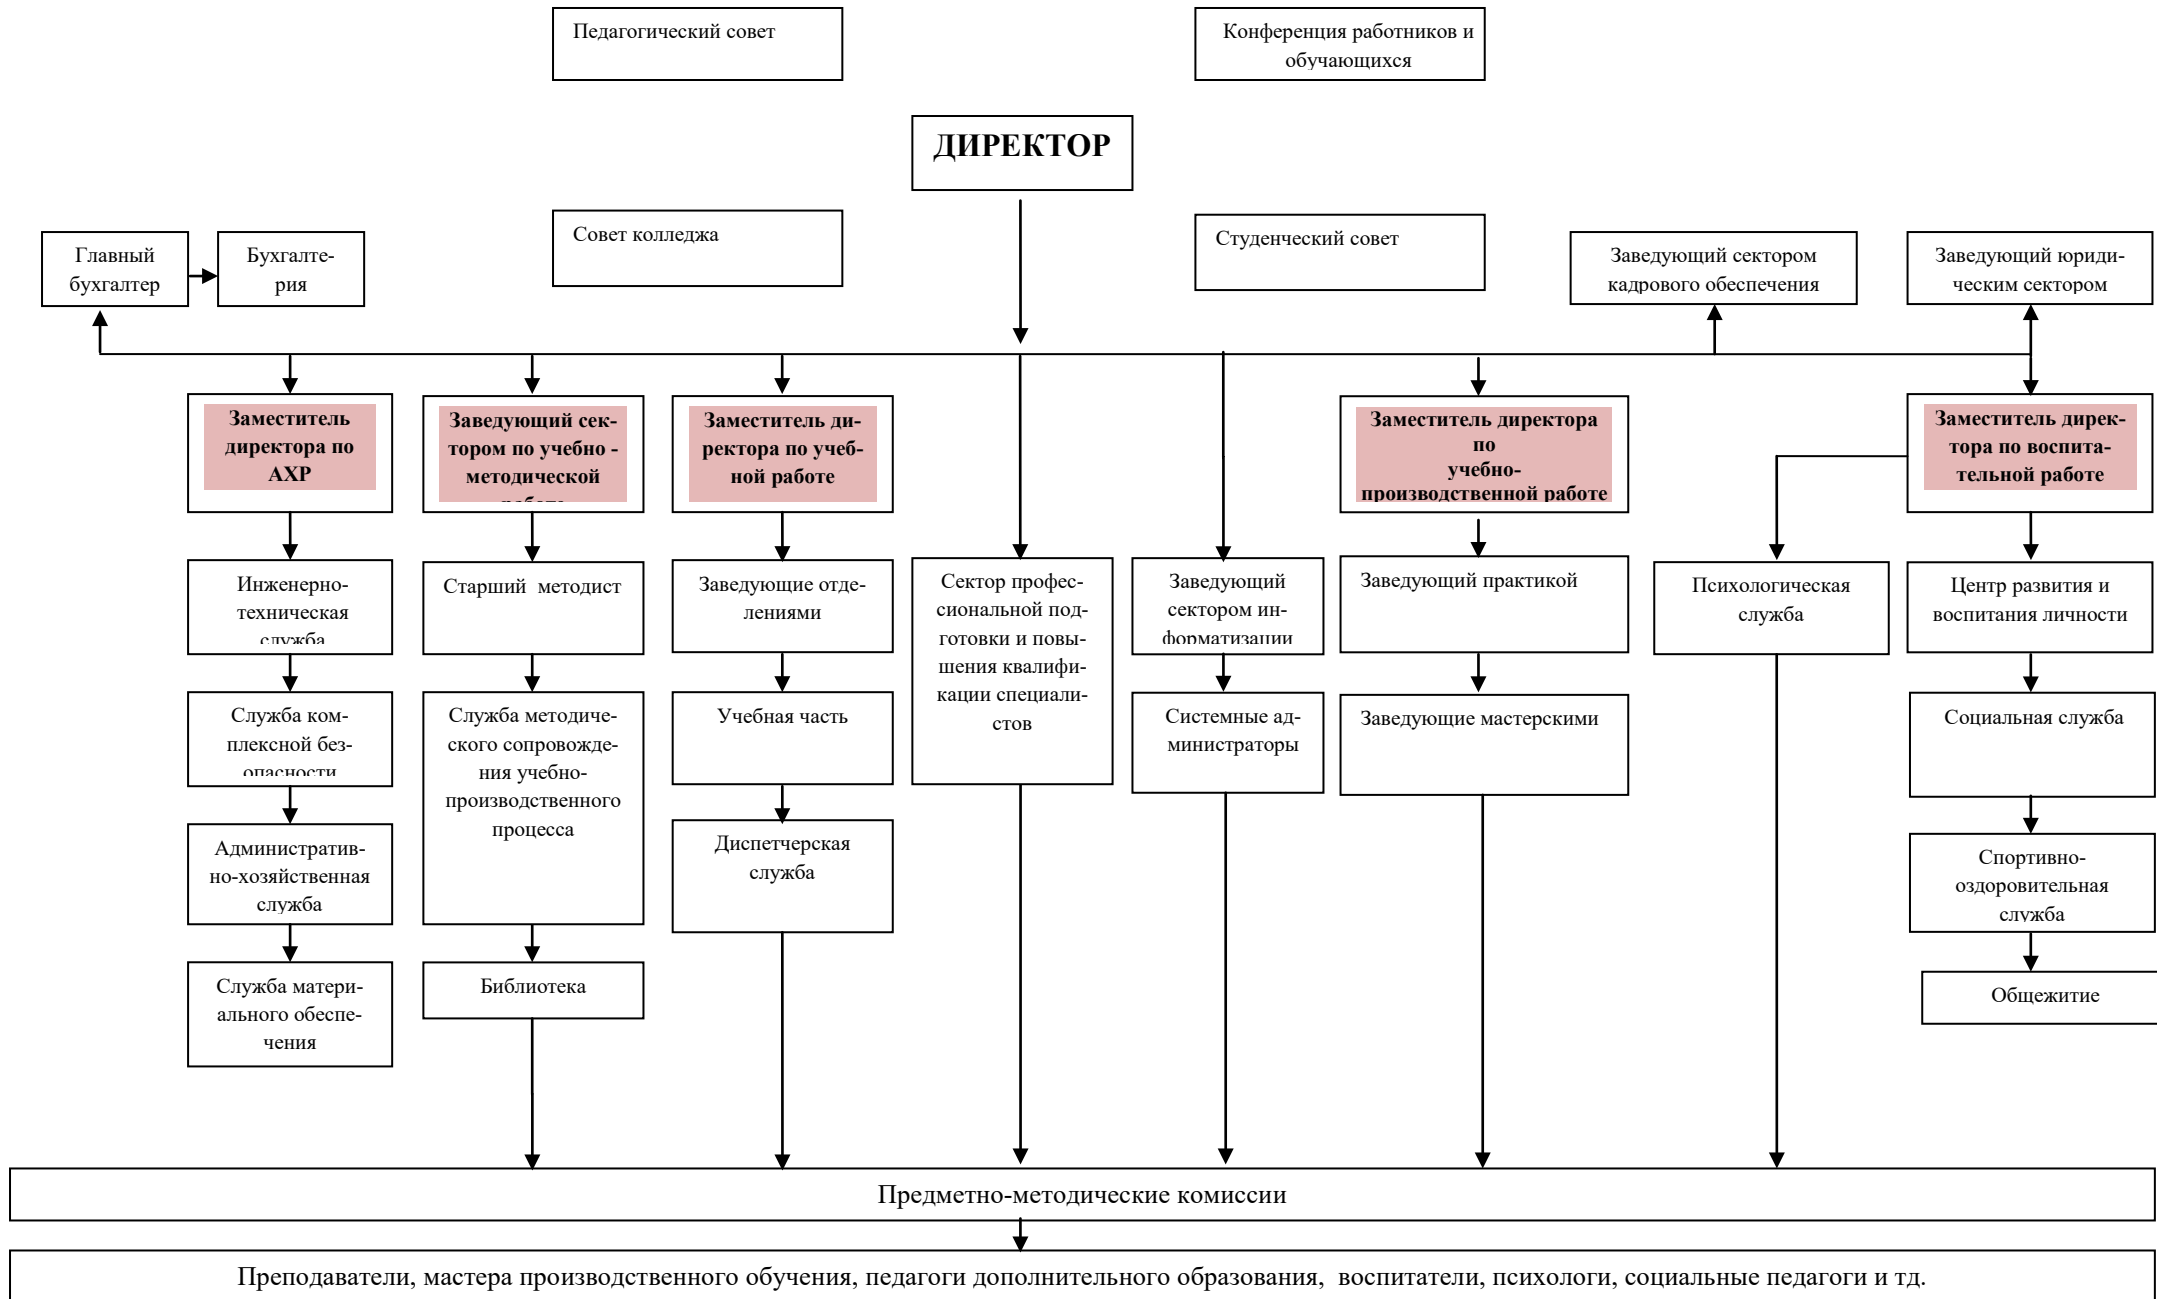 Педагогический совет
Конференция работников и
обучающихся
ДИРЕКТОР
Главный
бухгалтер
Бухгалте-
рия
Совет колледжа
Студенческий совет
Заведующий сектором
кадрового обеспечения
Заведующий юриди-
ческим сектором
Заместитель
директора по
АХР
Заведующий сек-
тором по учебно -
методической
работе
Заместитель ди-
ректора по учеб-
ной работе
Заместитель директора
по
учебно-
производственной работе
Заместитель дирек-
тора по воспита-
тельной работе
Инженерно-
техническая
служба
Старший методист
Заведующие отде-
лениями
Сектор профес-
сиональной под-
готовки и повы-
шения квалифи-
кации специали-
стов
Заведующий
сектором ин-
форматизации
Заведующий практикой
Психологическая
служба
Центр развития и
воспитания личности
Служба ком-
плексной без-
опасности
Служба методиче-
ского сопровожде-
ния учебно-
производственного
процесса
Учебная часть
Системные ад-
министраторы
Заведующие мастерскими
Социальная служба
Административ-
но-хозяйственная
служба
Диспетчерская
служба
Спортивно-
оздоровительная
служба
Служба матери-
ального обеспе-
чения
Библиотека
Общежитие
Предметно-методические комиссии
Преподаватели, мастера производственного обучения, педагоги дополнительного образования, воспитатели, психологи, социальные педагоги и тд.